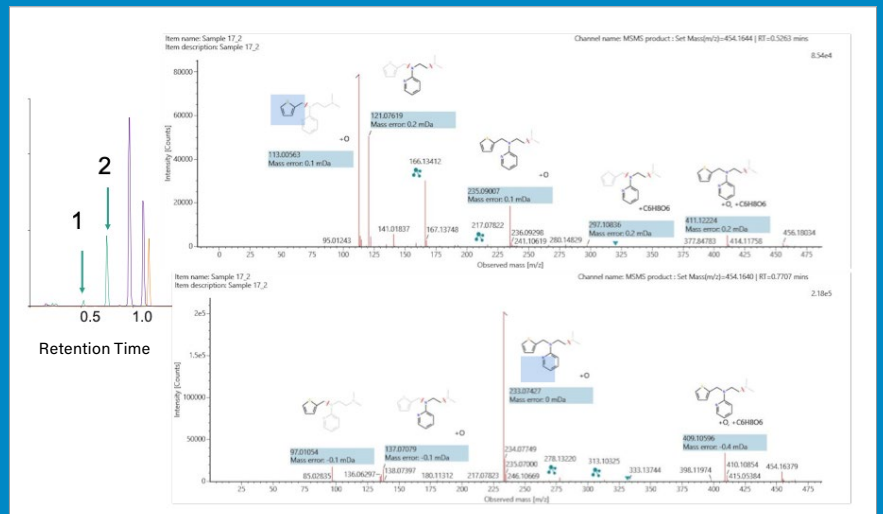 Item name: Sample 17_2
Item description: Sample 17_2
Channel name: MSMS product : Set Mass(m/z)=454.1644 | RT=0.5263 mins
8.54e4
80000
60000
40000
20000
0
Intensity [Counts]
+O
113.00563
Mass error: 0.1 mDa
121.07619
Mass error: 0.2 mDa
166.13412
+O
235.09007
Mass error: 0.1 mDa
+C6H8O6
297.10836
Mass error: 0.2 mDa
+O, +C6H8O6
411.12224
Mass error: 0.2 mDa
95.01243
141.01837
167.13748
217.07822
236.09298
241.10619
280.14829
377.84783
414.11758
456.18034
0 25 50 75 100 125 150 175 200 225 250 275 300 325 350 375 400 425 450 475
Observed mass [m/z]
1
2
0.5 1.0
Retention Time
Item name: Sample 17_2
Item description: Sample 17_2
Channel name: MSMS product : Set Mass(m/z)=454.1640 | RT=0.7707 mins
2.18e5
2e5
1.5e5
100000
50000
0
Intensity [Counts]
97.01054
Mass error: -0.1 mDa
+O
137.07079
Mass error: -0.1 mDa
+O
233.07427
Mass error: 0 mDa
+O, +C6H8O6
409.10596
Mass error: -0.4 mDa
85.02835
136.06297
138.07397
180.11312
217.07823
234.07749
235.07000
246.10669
278.13220
313.10325
333.13744
398.11974
410.10854
415.05384
454.16379
25 50 75 100 125 150 175 200 225 250 275 300 325 350 375 400 425 450 475
Observed mass [m/z]